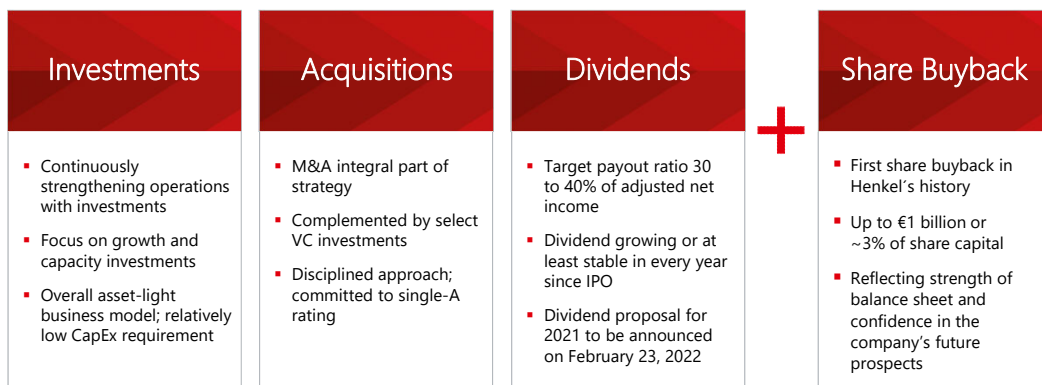 Investments
▪ Continuously
strengthening operations
with investments
▪ Focus on growth and
capacity investments
▪ Overall asset-light
business model; relatively
low CapEx requirement
Acquisitions
▪ M&A integral part of
strategy
▪ Complemented by select
VC investments
▪ Disciplined approach;
committed to single-A
rating
Dividends
▪ Target payout ratio 30
to 40% of adjusted net
income
▪ Dividend growing or at
least stable in every year
since IPO
▪ Dividend proposal for
2021 to be announced
on February 23, 2022
+
Share Buyback
▪ First share buyback in
Henkel´s history
▪ Up to €1 billion or
~3% of share capital
▪ Reflecting strength of
balance sheet and
confidence in the
company's future
prospects